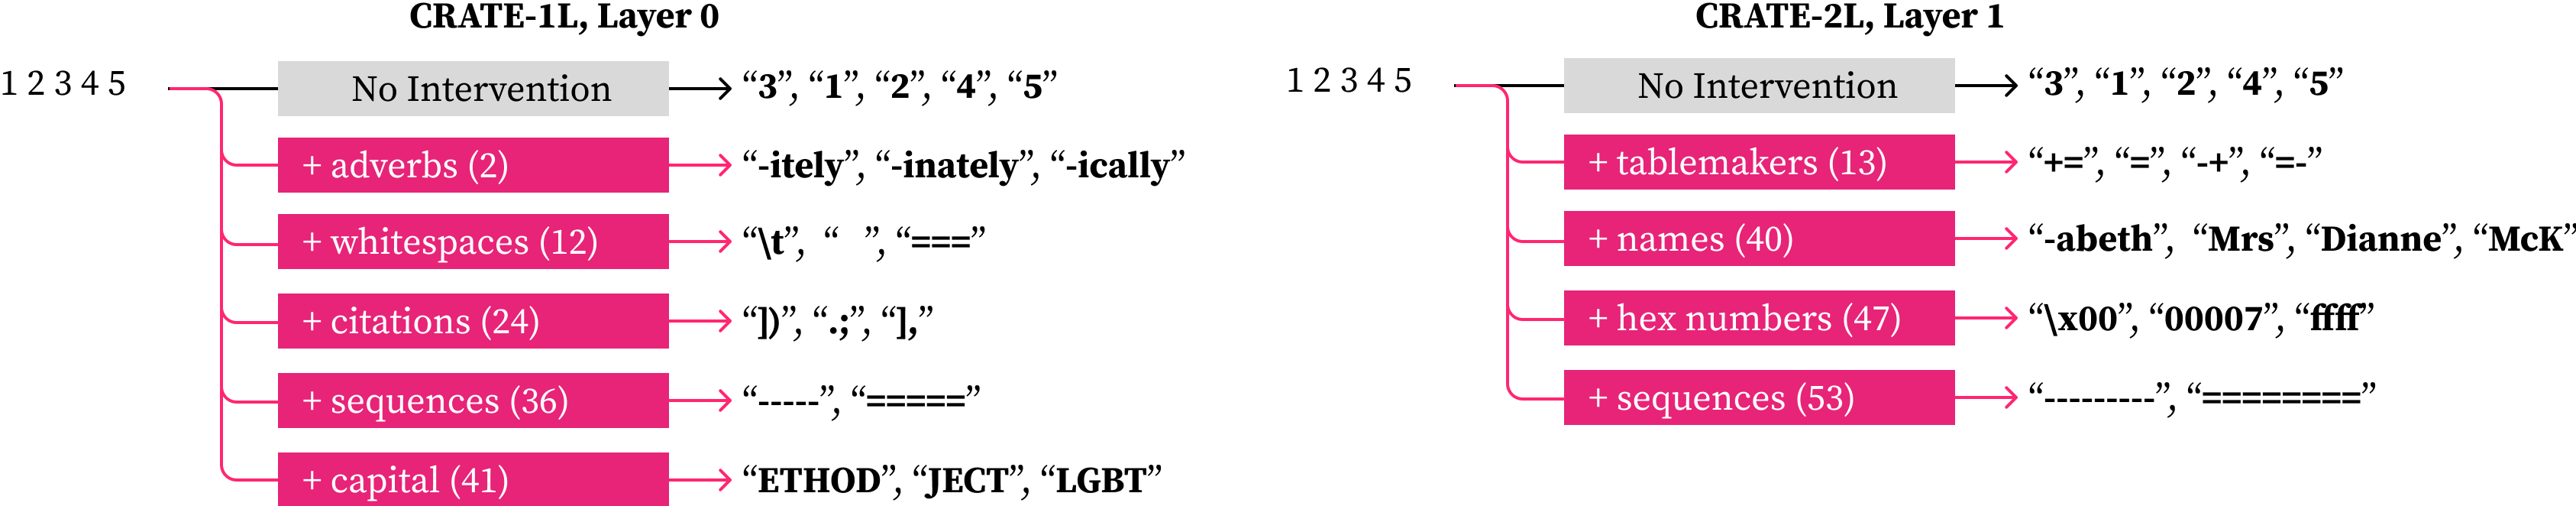 CRATE-1L, Layer 0
1 2 3 4 5
No Intervention
“3”, “1”, “2”, “4”, “5”
+ adverbs (2)
“-itely”, “-inately”, “-ically”
+ whitespaces (12)
“\t”, “  ”, “===”
+ citations (24)
“])”, “.;”, “],”
+ sequences (36)
“-----”, “=====”
+ capital (41)
“ETHOD”, “JECT”, “LGBT”
CRATE-2L, Layer 1
1 2 3 4 5
No Intervention
“3”, “1”, “2”, “4”, “5”
+ tablemakers (13)
“+=”, “=”, “-+”, “=-”
+ names (40)
“-abeth”, “Mrs”, “Dianne”, “McK”
+ hex numbers (47)
“\x00”, “00007”, “ffff”
+ sequences (53)
“---------”, “========”